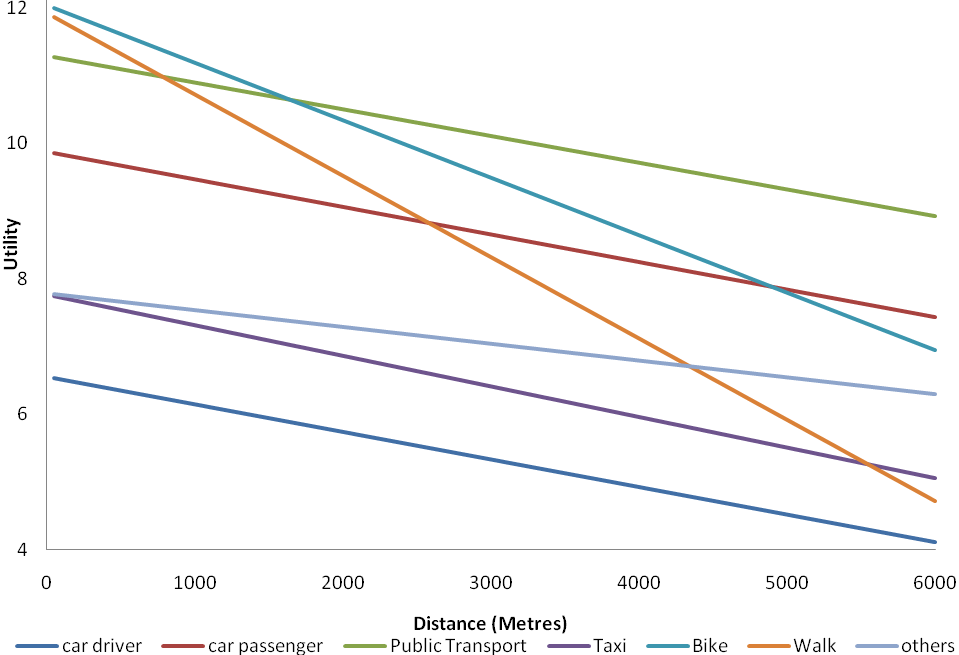 12
10
8
6
4
Utility
0 1000 2000 3000 4000 5000 6000
Distance (Metres)
car driver car passenger Public Transport Taxi Bike Walk others